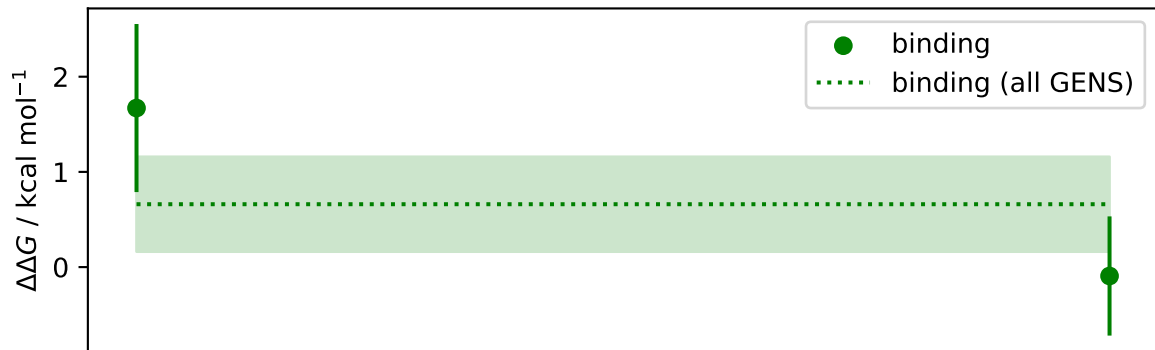 binding
binding (all GENS)
2
1
0
ΔΔG / kcal mol⁻¹